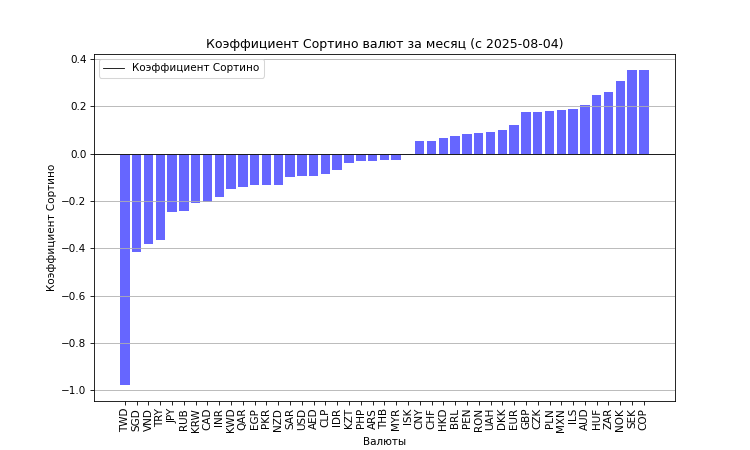 Коэффициент Сортино валют за месяц (с 2025-08-04)
Коэффициент Сортино
0.4
0.2
0.0
−0.2
−0.4
−0.6
−0.8
−1.0
Коэффициент Сортино
TWD SGD VND TRY JPY RUB KRW CAD INR KWD QAR EGP PKR NZD SAR USD AED CLP IDR KZT PHP ARS THB MYR ISK CNY CHF HKD BRL PEN RON UAH DKK EUR GBP CZK PLN MXN ILS AUD HUF ZAR NOK SEK COP
Валюты